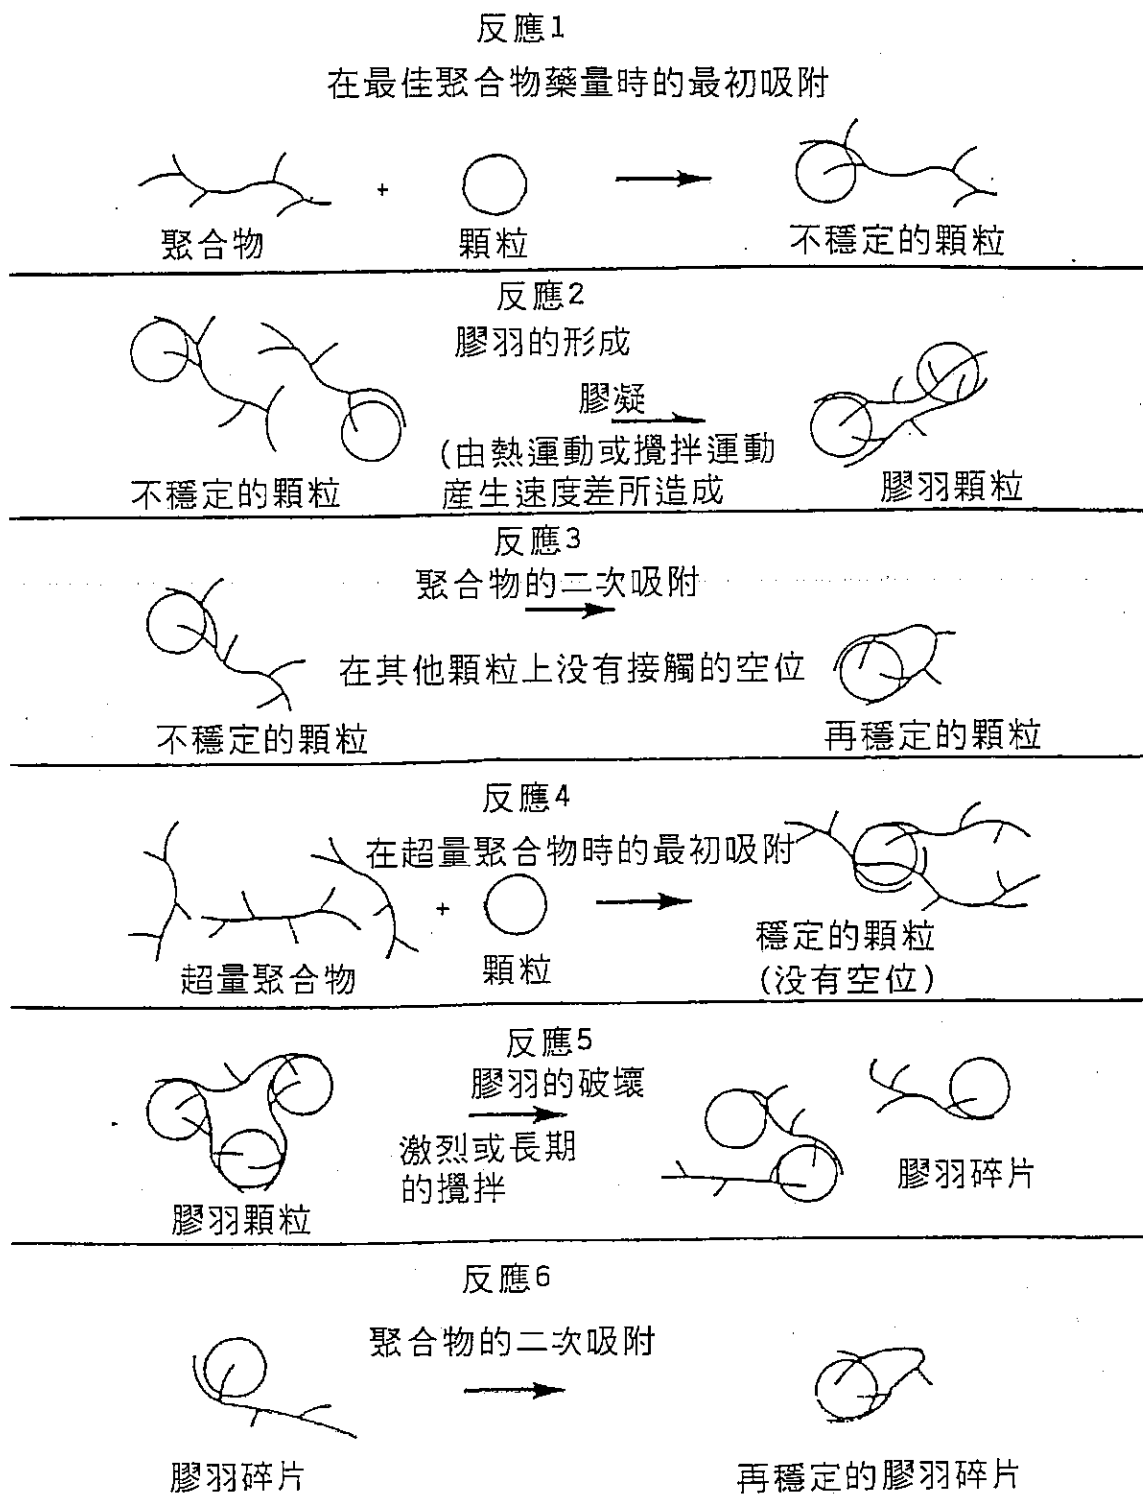 反應1
在最佳聚合物藥量時的最初吸附
+
聚合物
顆粒
不穩定的顆粒
反應2
膠羽的形成
膠凝
(由熱運動或攪拌運動
產生速度差所造成
不穩定的顆粒
膠羽顆粒
反應3
聚合物的二次吸附
在其他顆粒上没有接觸的空位
不穩定的顆粒
再穩定的顆粒
反應4
在超量聚合物時的最初吸附
+
超量聚合物
顆粒
穩定的顆粒
(没有空位)
反應5
膠羽的破壞
激烈或長期
的攪拌
膠羽顆粒
膠羽碎片
反應6
聚合物的二次吸附
膠羽碎片
再穩定的膠羽碎片